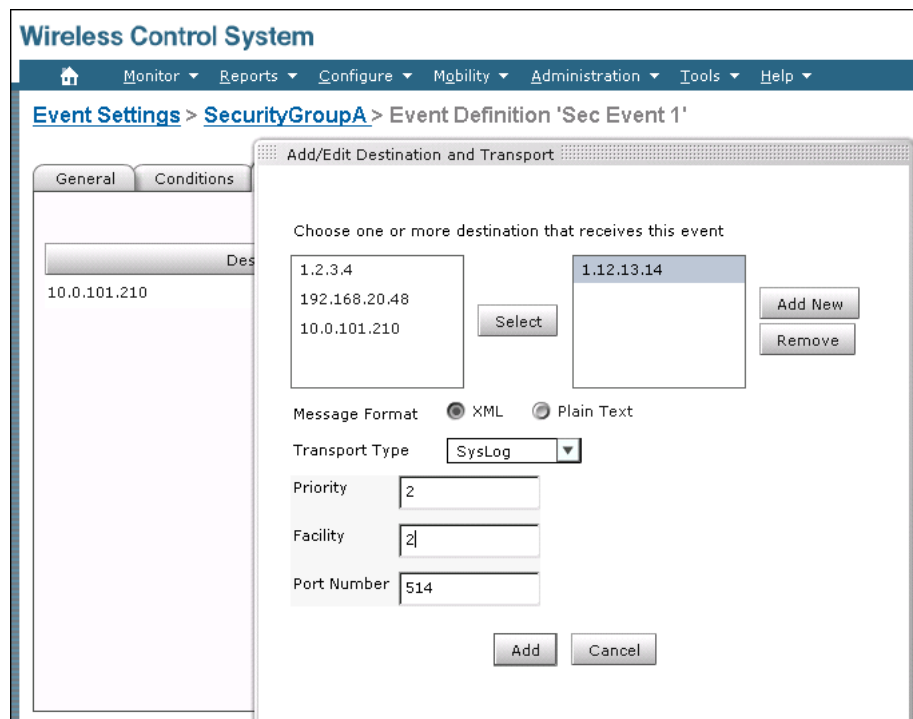 Wireless Control System
Monitor Reports Configure Mobility Administration Tools Help
Event Settings > SecurityGroupA > Event Definition 'Sec Event 1'
Add/Edit Destination and Transport
General Conditions
Choose one or more destination that receives this event
Des
10.0.101.210
1.2.3.4
192.168.20.48
10.0.101.210
Select
1.12.13.14
Add New
Remove
Message Format XML Plain Text
Transport Type SysLog
Priority 2
Facility 2
Port Number 514
Add Cancel